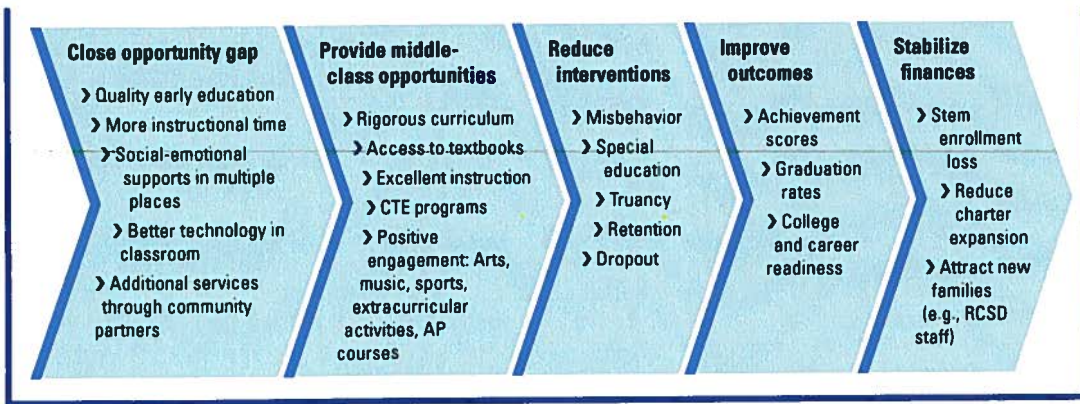 Close opportunity gap
❯ Quality early education
❯ More instructional time
❯ Social-emotional
supports in multiple
places
❯ Better technology in
classroom
❯ Additional services
through community
partners
Provide middle-
class opportunities
❯ Rigorous curriculum
❯ Access to textbooks
❯ Excellent instruction
❯ CTE programs
❯ Positive
engagement: Arts,
music, sports,
extracurricular
activities, AP
courses
Reduce
interventions
❯ Misbehavior
❯ Special
education
❯ Truancy
❯ Retention
❯ Dropout
Improve
outcomes
❯ Achievement
scores
❯ Graduation
rates
❯ College
and career
readiness
Stabilize
finances
❯ Stem
enrollment
loss
❯ Reduce
charter
expansion
❯ Attract new
families
(e.g., RCSD
staff)